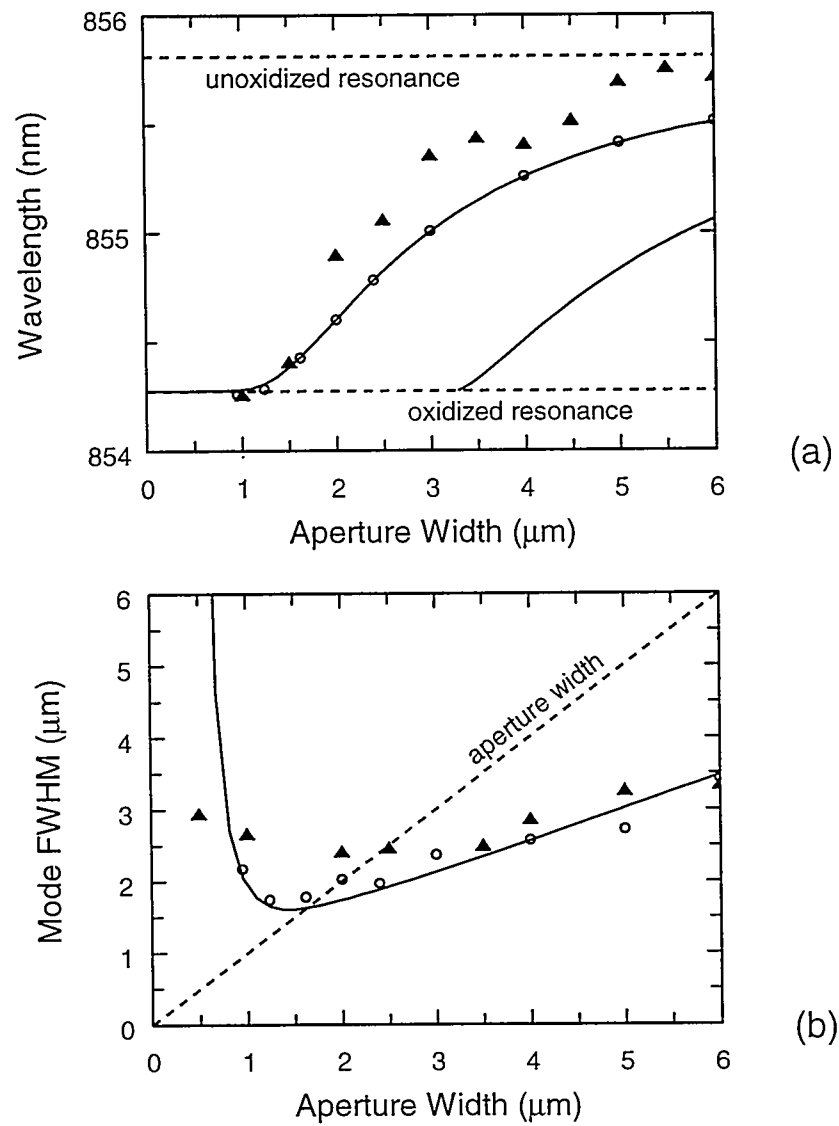 856
unoxidized resonance
855
oxidized resonance
854
0 1 2 3 4 5 6
Aperture Width (μm)
Wavelength (nm)
(a)
6
5
4
3
2
1
0
aperture width
0 1 2 3 4 5 6
Aperture Width (μm)
Mode FWHM (μm)
(b)